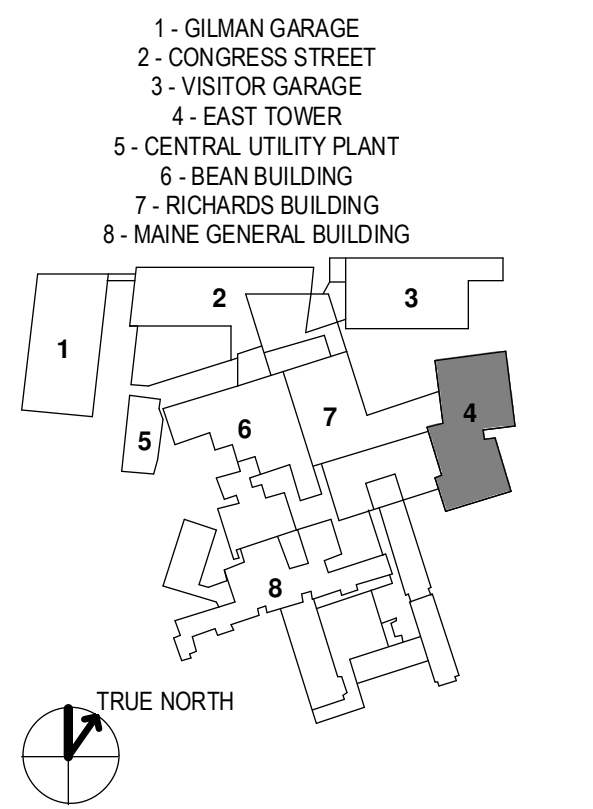 1 - GILMAN GARAGE
2 - CONGRESS STREET
3 - VISITOR GARAGE
4 - EAST TOWER
5 - CENTRAL UTILITY PLANT
6 - BEAN BUILDING
7 - RICHARDS BUILDING
8 - MAINE GENERAL BUILDING
2
3
1
4
7
6
5
8
TRUE NORTH